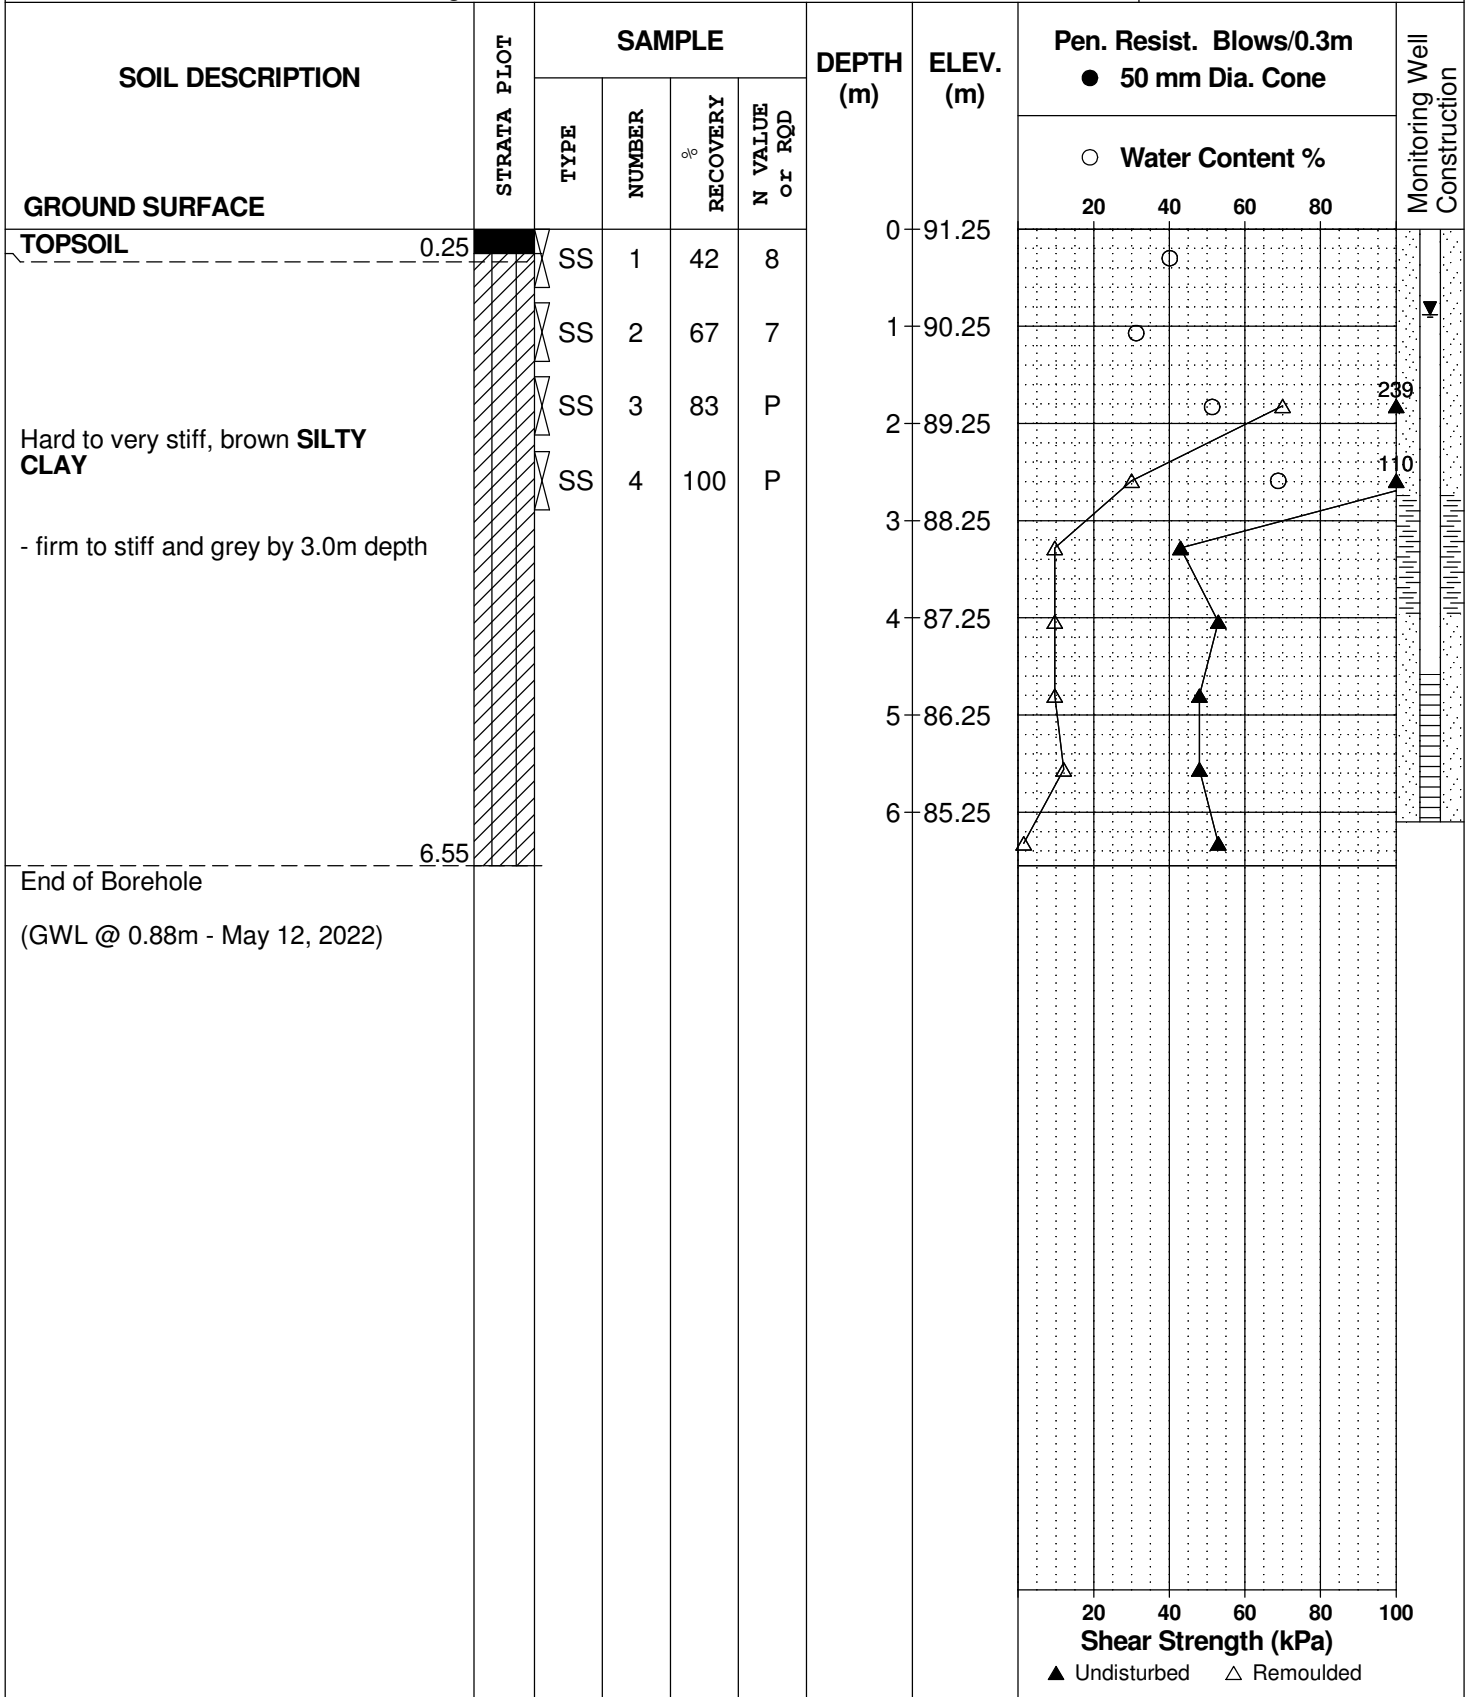 SOIL DESCRIPTION
GROUND SURFACE
STRATA PLOT
SAMPLE
TYPE
NUMBER
%
RECOVERY
N VALUE
or RQD
DEPTH
(m)
ELEV.
(m)
Pen. Resist. Blows/0.3m
● 50 mm Dia. Cone
○ Water Content %
20 40 60 80
Monitoring Well
Construction
TOPSOIL 0.25
SS 1 42 8
SS 2 67 7
SS 3 83 P
SS 4 100 P
Hard to very stiff, brown SILTY
CLAY
- firm to stiff and grey by 3.0m depth
6.55
End of Borehole
(GWL @ 0.88m - May 12, 2022)
0 91.25
1 90.25
2 89.25
3 88.25
4 87.25
5 86.25
6 85.25
239
110
20 40 60 80 100
Shear Strength (kPa)
▲ Undisturbed △ Remoulded